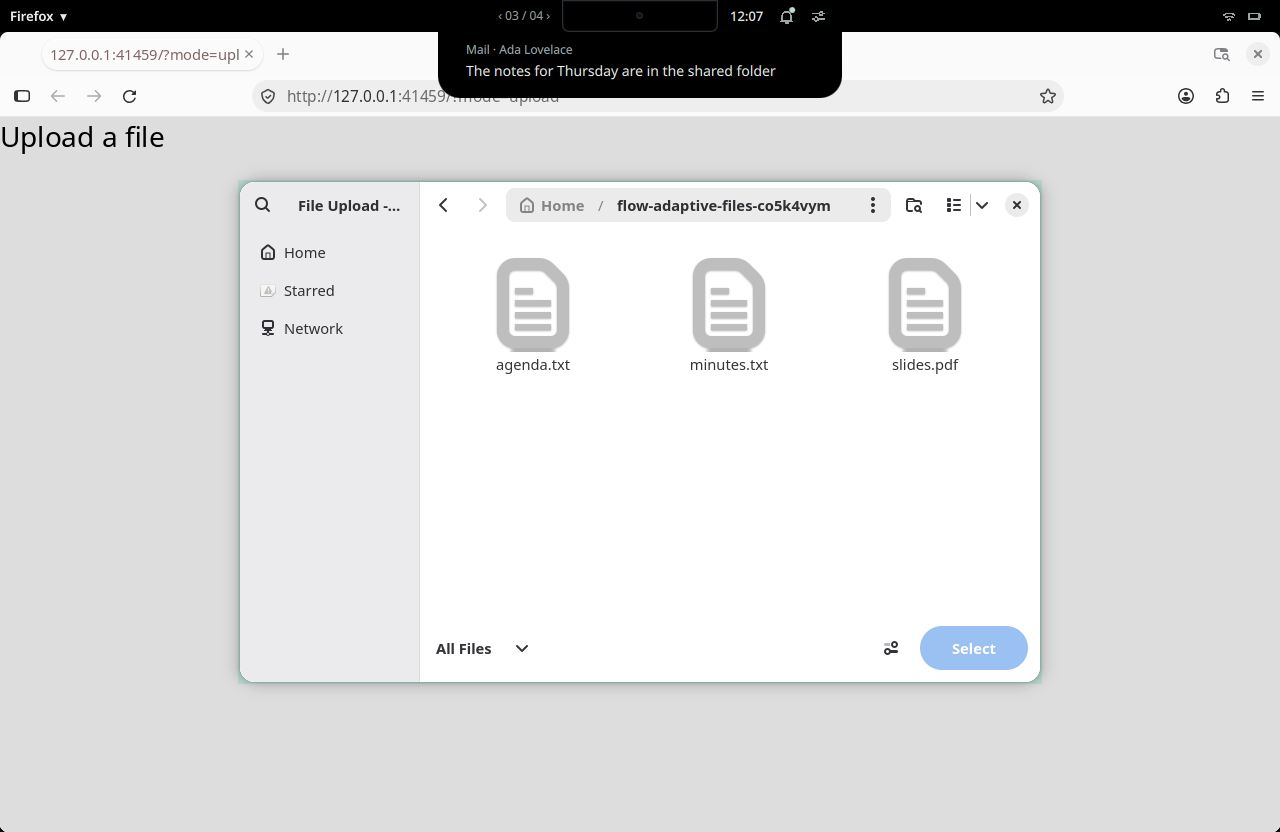 Firefox ▾
‹ 03 / 04 ›
12:07
Mail · Ada Lovelace
The notes for Thursday are in the shared folder
127.0.0.1:41459/?mode=upl
http://127.0.0.1:41459/?mode=upload
Upload a file
File Upload -...
Home / flow-adaptive-files-co5k4vym
Home
Starred
Network
agenda.txt
minutes.txt
slides.pdf
All Files
Select